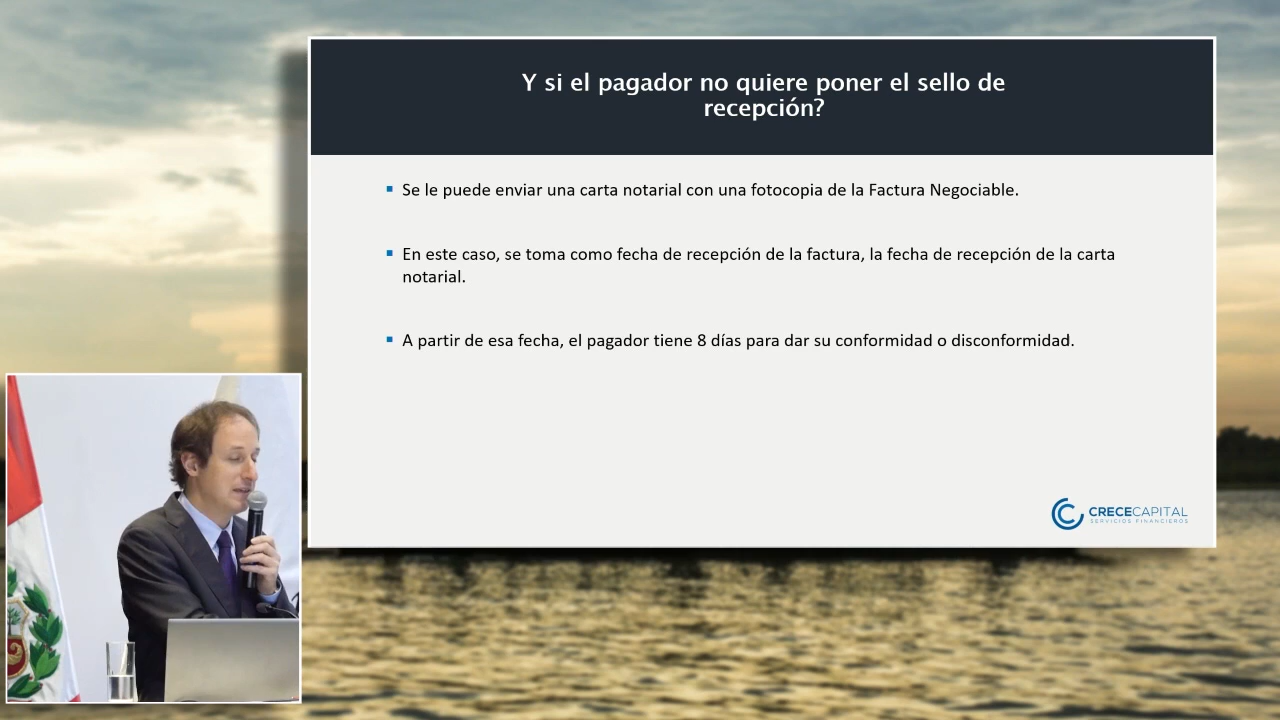 Y si el pagador no quiere poner el sello de
recepción?
Se le puede enviar una carta notarial con una fotocopia de la Factura Negociable.
En este caso, se toma como fecha de recepción de la factura, la fecha de recepción de la carta
notarial.
A partir de esa fecha, el pagador tiene 8 días para dar su conformidad o disconformidad.
CRECECAPITAL
SERVICIOS FINANCIEROS